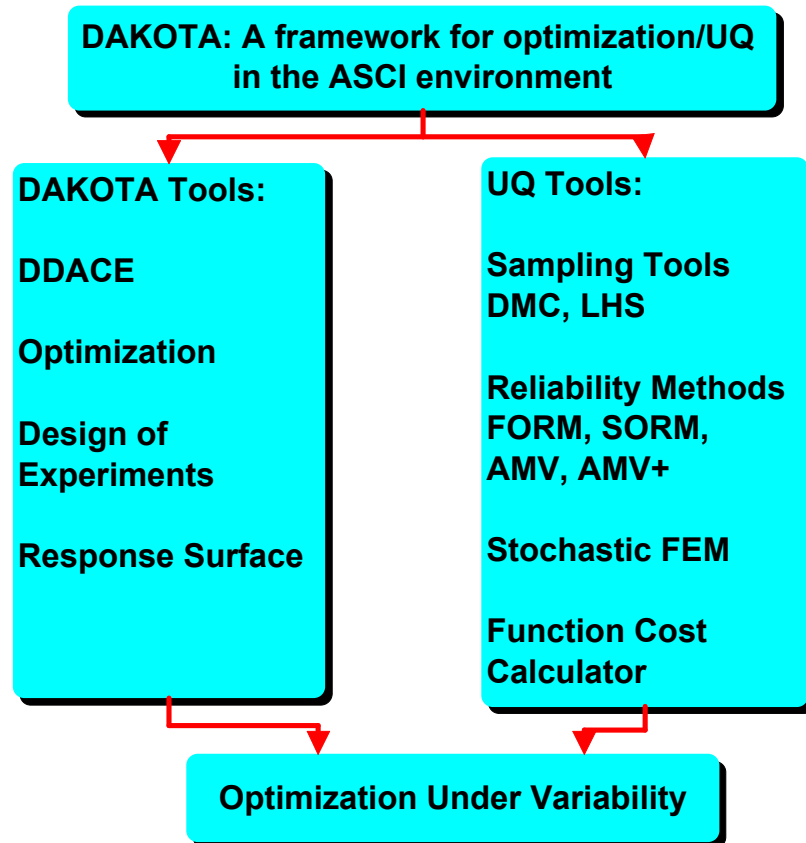 DAKOTA: A framework for optimization/UQ
in the ASCI environment
DAKOTA Tools:
DDACE
Optimization
Design of
Experiments
Response Surface
UQ Tools:
Sampling Tools
DMC, LHS
Reliability Methods
FORM, SORM,
AMV, AMV+
Stochastic FEM
Function Cost
Calculator
Optimization Under Variability